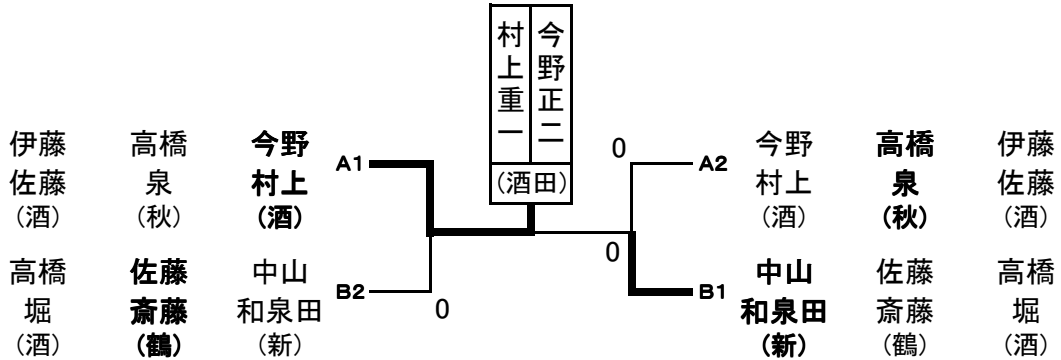 今野正二
村上重一
(酒田)
伊藤 高橋 今野
佐藤 泉 村上
(酒) (秋) (酒)
A1
高橋 佐藤 中山
堀 斎藤 和泉田
(酒) (鶴) (新)
B2
0
0
0
A2
今野 高橋 伊藤
村上 泉 佐藤
(酒) (秋) (酒)
B1
中山 佐藤 高橋
和泉田 斎藤 堀
(新) (鶴) (酒)